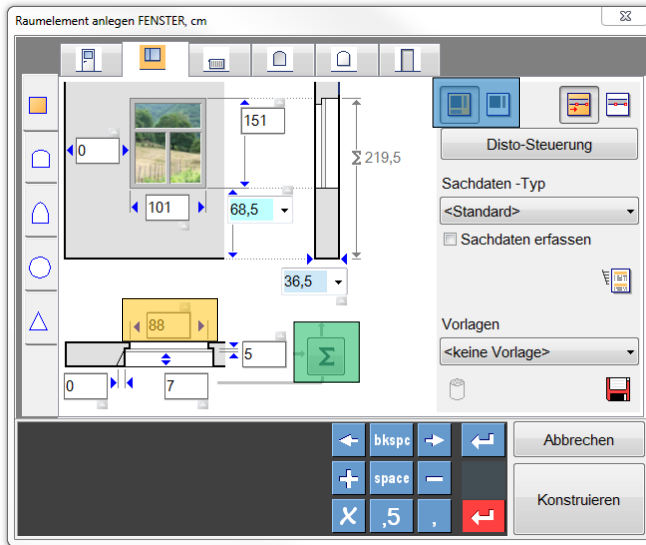 Raumelement anlegen FENSTER, cm
151
0
Σ 219,5
101
68,5
36,5
88
5
Σ
0
7
Disto-Steuerung
Sachdaten -Typ
<Standard>
Sachdaten erfassen
Vorlagen
<keine Vorlage>
bkspc
space
,5
,
Abbrechen
Konstruieren